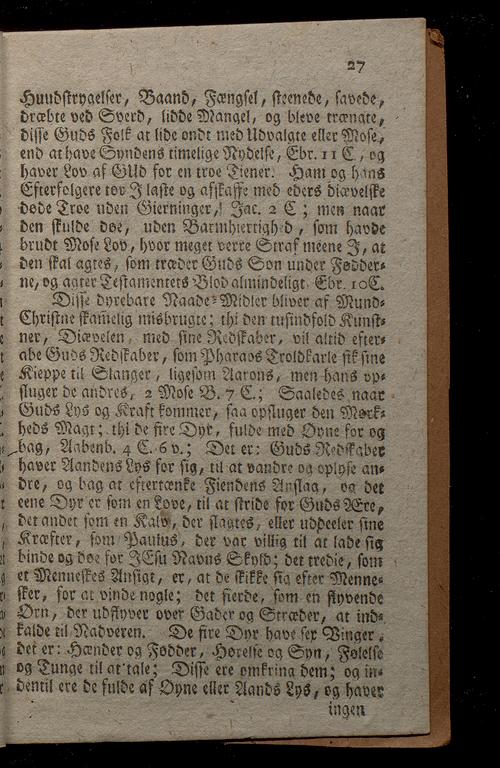 27
Huudstrygelser, Baand, Fængsel, steenede, savede,
dræbte ved Sverd, lidde Mangel, og bleve trængte,
disse Guds Folk at lide ondt med Udvalgte eller Mose,
end at have Syndens timelige Nydelse, Ebr. 11 C, og
haver Lov af GUd for en troe Tiener. Ham og hans
Efterfølgere tør J laste og afskaffe med eders diævelske
døde Troe uden Gierninger, Jac. 2 C; men naar
den skulde døe, uden Barmhiertighed, som havde
brudt Mose Lov, hvor meget verre Straf meene J, at
den skal agtes, som træder Guds Søn under Fødder-
ne, og agter Testamentets Blod almindeligt. Ebr. 10 C.
Disse dyrebare Naade-Midler bliver af Mund-
Christne skam̄elig misbrugte; thi den tusindfold Kunst-
ner, Diævelen, med sine Redskaber, vil altid efter-
abe Guds Redskaber, som Pharaos Troldkarle fik sine
Kieppe til Slanger, ligesom Aarons, men hans op-
sluger de andres, 2 Mose B. 7 C.; Saaledes naar
Guds Lys og Kraft kommer, saa opsluger den Mørk-
heds Magt; thi de fire Dyr, fulde med Øyne for og
bag, Aabenb. 4 C. 6 v.; Det er: Guds Redskaber
haver Aandens Lys for sig, til at vandre og oplyse an-
dre, og bag at eftertænke Fiendens Anslag, og det
eene Dyr er som en Løve, til at stride for Guds Ære,
det andet som en Kalv, der slagtes, eller uddeeler sine
Kræfter, som Paulus, der var villig til at lade sig
binde og døe for JEsu Navns Skyld; det tredie, som
et Menneskes Ansigt, er, at de skikke sig efter Menne-
sker, for at vinde nogle; det fierde, som en flyvende
Ørn, der udflyver over Gader og Stræder, at ind-
kalde til Nadveren. De fire Dyr have sex Vinger,
det er: Hænder og Fødder, Hørelse og Syn, Følelse
og Tunge til at tale; Disse ere omkring dem; og in-
dentil ere de fulde af Øyne eller Aands Lys, og haver
ingen